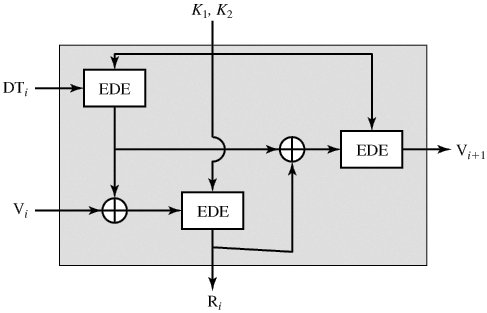 K₁, K₂
DTᵢ
EDE
EDE
Vᵢ₊₁
Vᵢ
EDE
Rᵢ